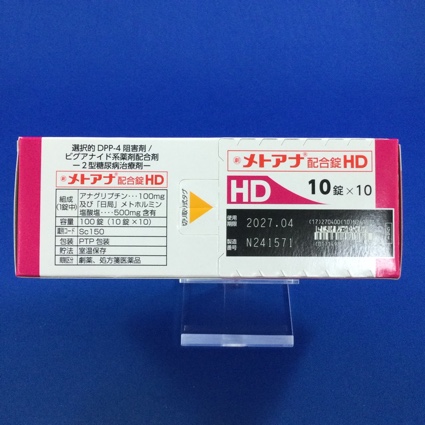 選択的 DPP-4 阻害剤/
ビグアナイド系薬剤配合剤
ー2型糖尿病治療剤ー
メトアナ®配合錠HD
組成(1錠中) アナグリプチン…100mg
及び「日局」メトホルミン
塩酸塩……500mg 含有
容量 100錠(10錠×10)
識別コード Sc150
包装 PTP包装
貯法 室温保存
規制区分 劇薬、処方箋医薬品
切り取り式タグ
メトアナ®配合錠HD
HD 10錠×10
使用期限 2027.04
製造番号 N241571